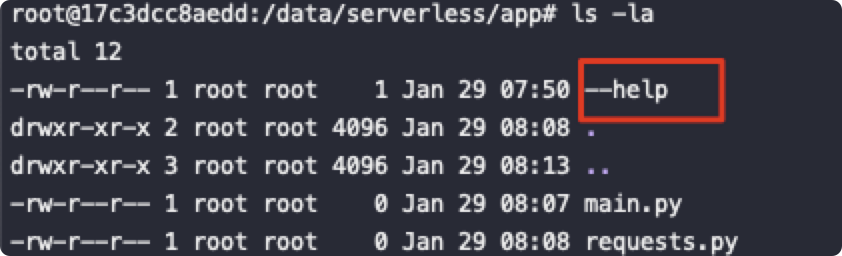 root@17c3dcc8aedd:/data/serverless/app# ls -la
total 12
-rw-r--r-- 1 root root    1 Jan 29 07:50 --help
drwxr-xr-x 2 root root 4096 Jan 29 08:08 .
drwxr-xr-x 3 root root 4096 Jan 29 08:13 ..
-rw-r--r-- 1 root root    0 Jan 29 08:07 main.py
-rw-r--r-- 1 root root    0 Jan 29 08:08 requests.py